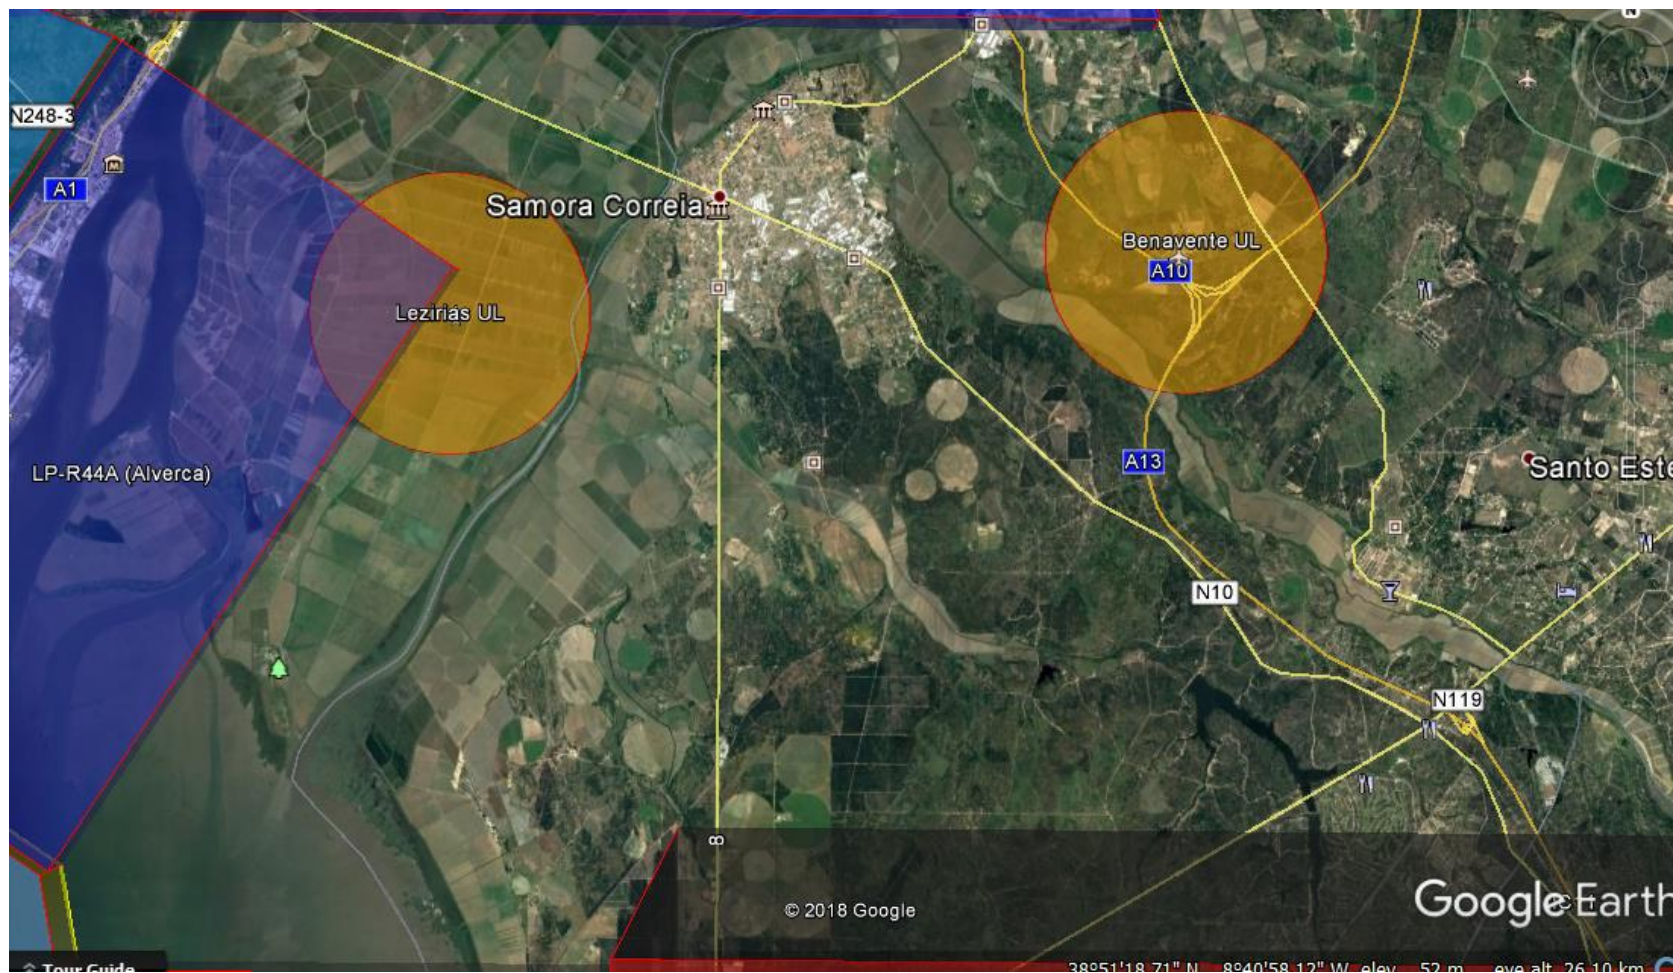 N
N248-3
A1
Samora Correia
Benavente UL
A10
Lezirias UL
LP-R44A (Alverca)
A13
Santo Este
N10
N119
8
© 2018 Google
Google Earth
Tour Guide
38°51'18.71" N 8°40'58.12" W elev 52 m eye alt 26.10 km